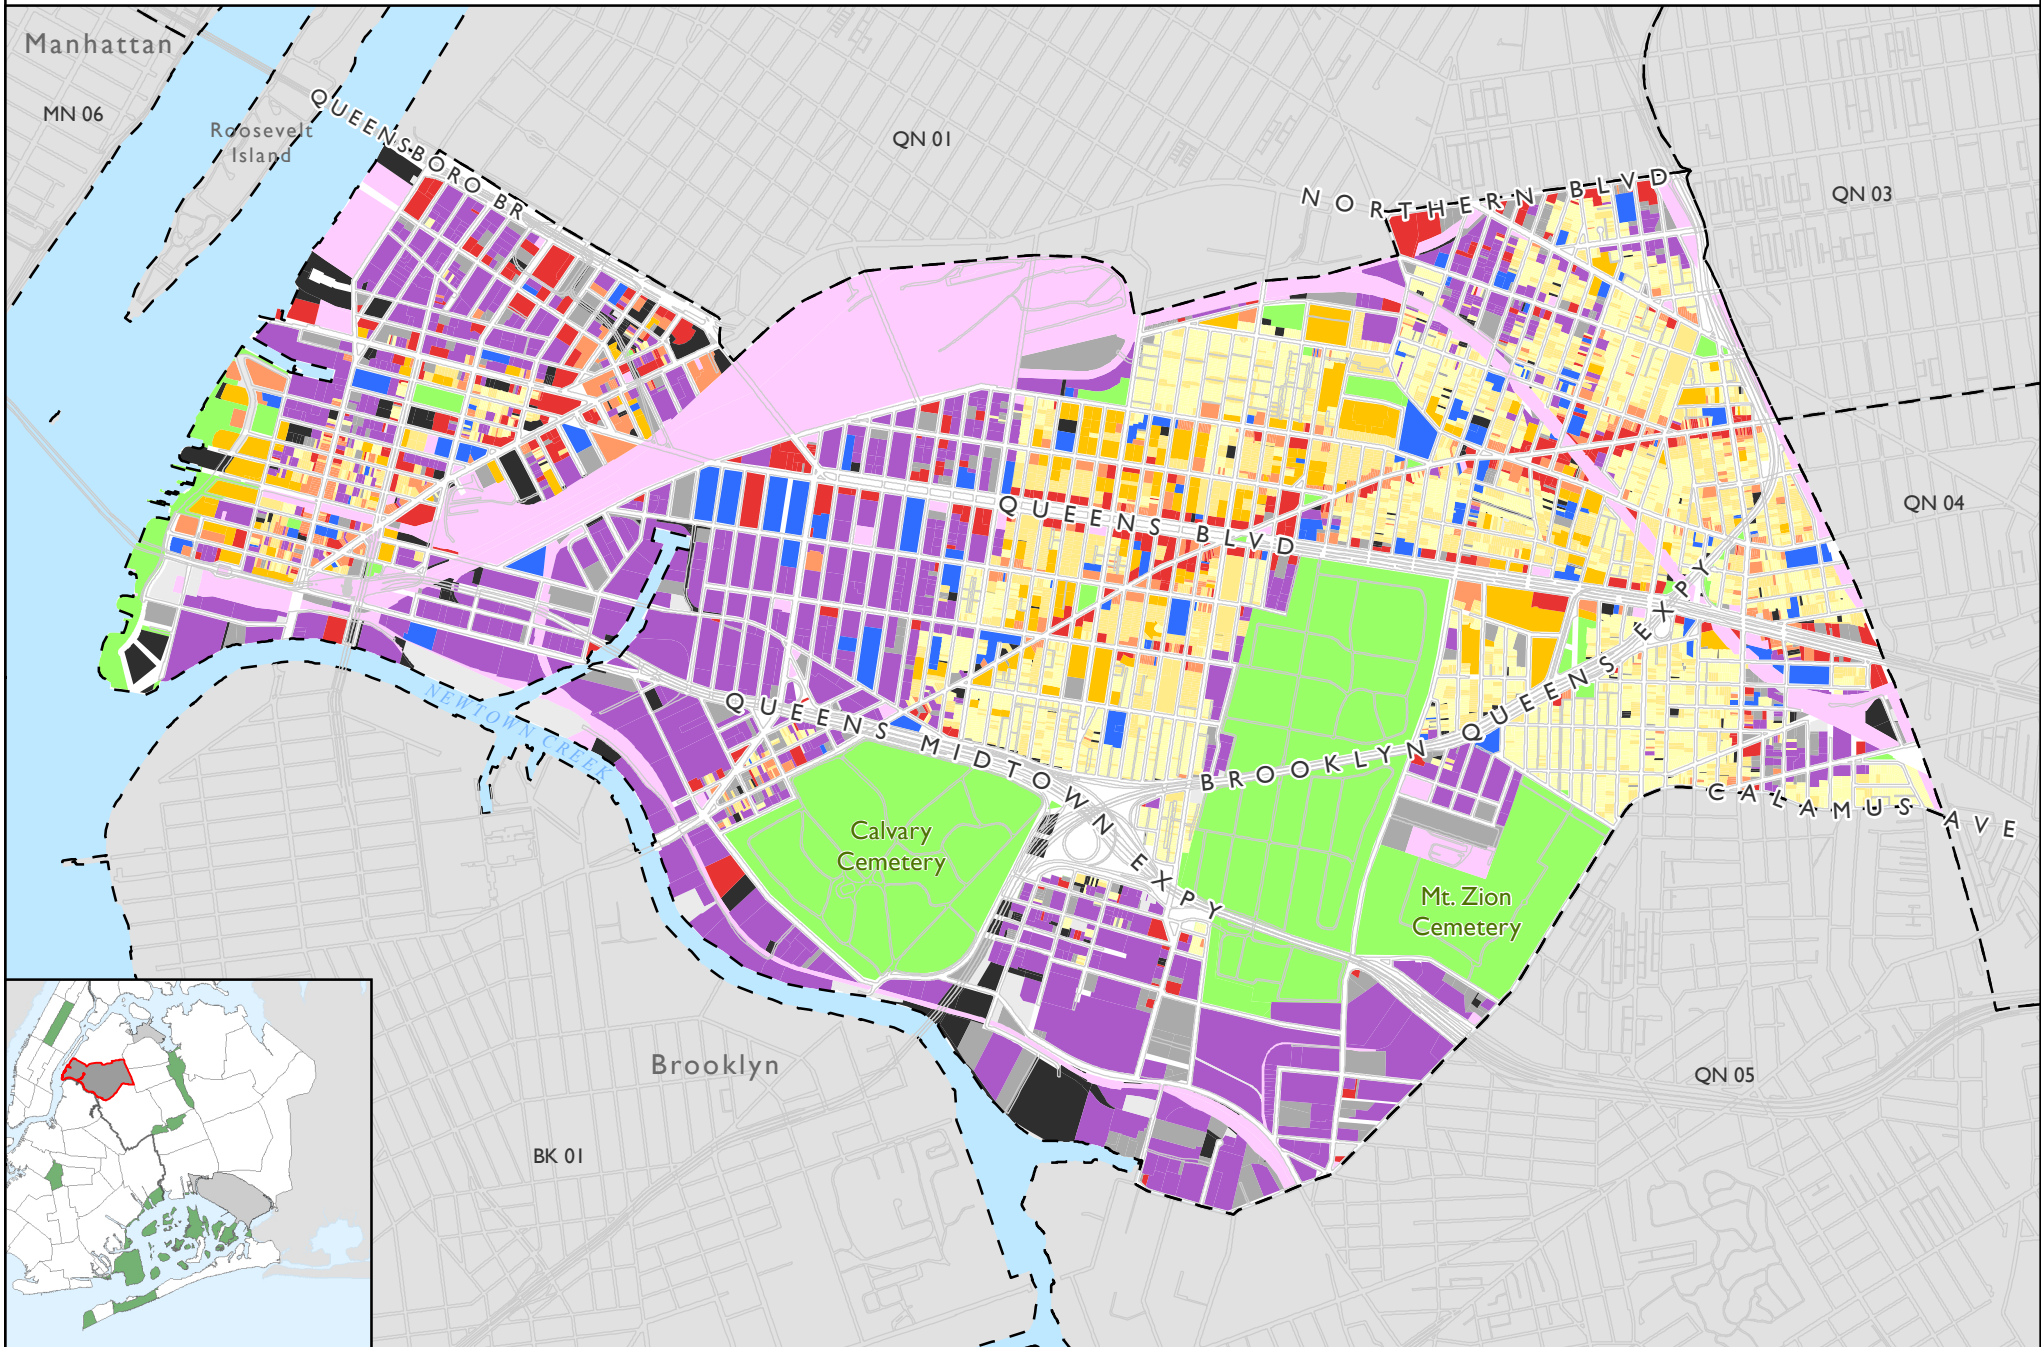 Manhattan
MN 06
Roosevelt
Island
QUEENSBORO BR
QN 01
NORTHERN BLVD
QN 03
QN 04
QUEENS BLVD
NEWTOWN CREEK
QUEENS MIDTOWN EXPY
BROOKLYN QUEENS EXPY
CALAMUS AVE
Calvary
Cemetery
Mt. Zion
Cemetery
Brooklyn
QN 05
BK 01